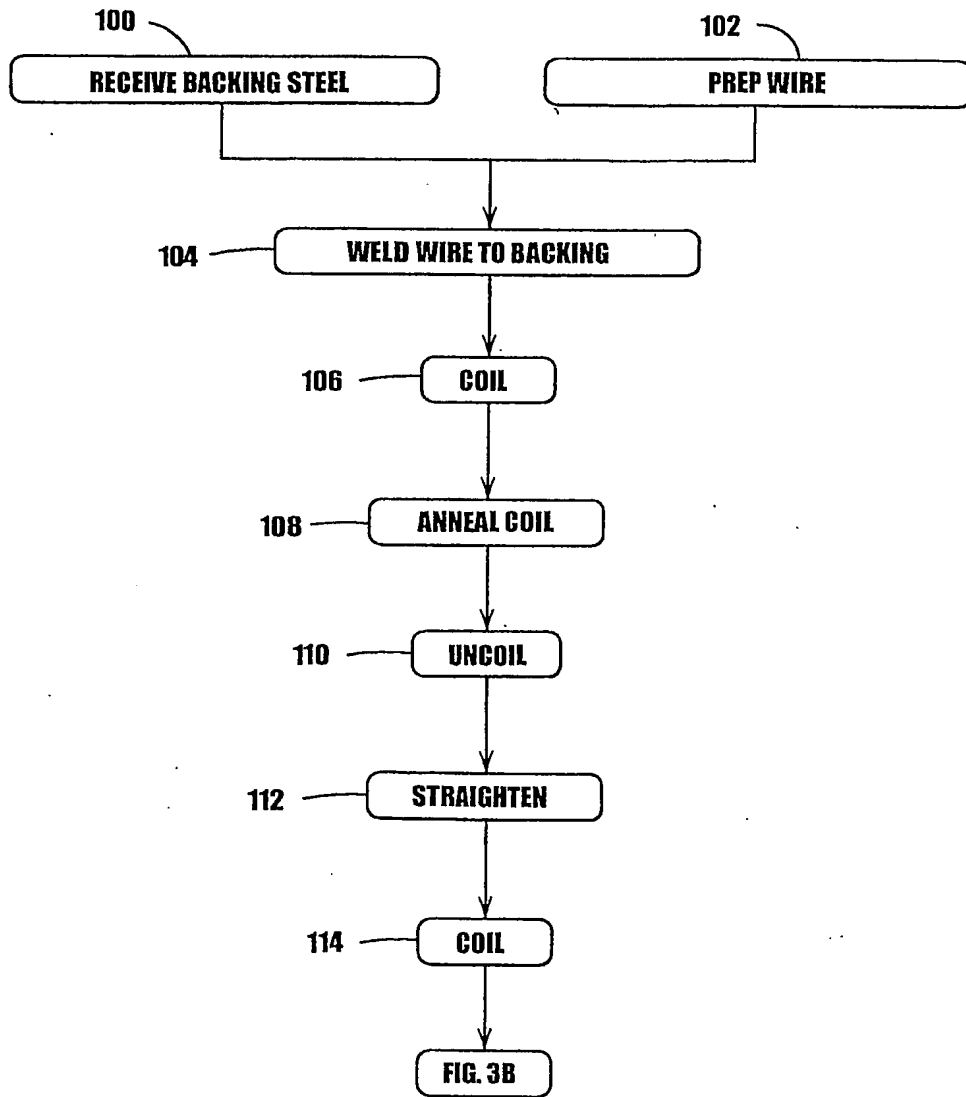 100
102
RECEIVE BACKING STEEL
PREP WIRE
104
WELD WIRE TO BACKING
106
COIL
108
ANNEAL COIL
110
UNCOIL
112
STRAIGHTEN
114
COIL
FIG. 3B